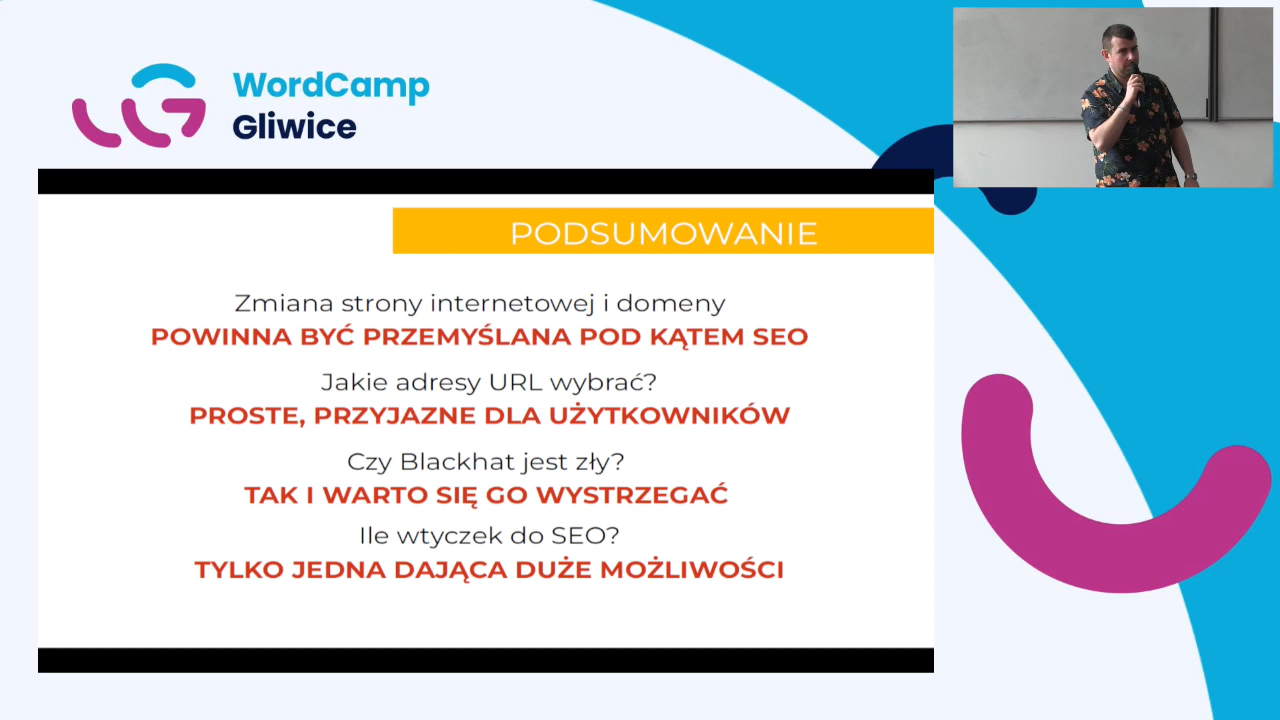 WordCamp
Gliwice
PODSUMOWANIE
Zmiana strony internetowej i domeny
POWINNA BYĆ PRZEMYŚLANA POD KĄTEM SEO
Jakie adresy URL wybrać?
PROSTE, PRZYJAZNE DLA UŻYTKOWNIKÓW
Czy Blackhat jest zły?
TAK I WARTO SIĘ GO WYSTRZEGAĆ
Ile wtyczek do SEO?
TYLKO JEDNA DAJĄCA DUŻE MOŻLIWOŚCI